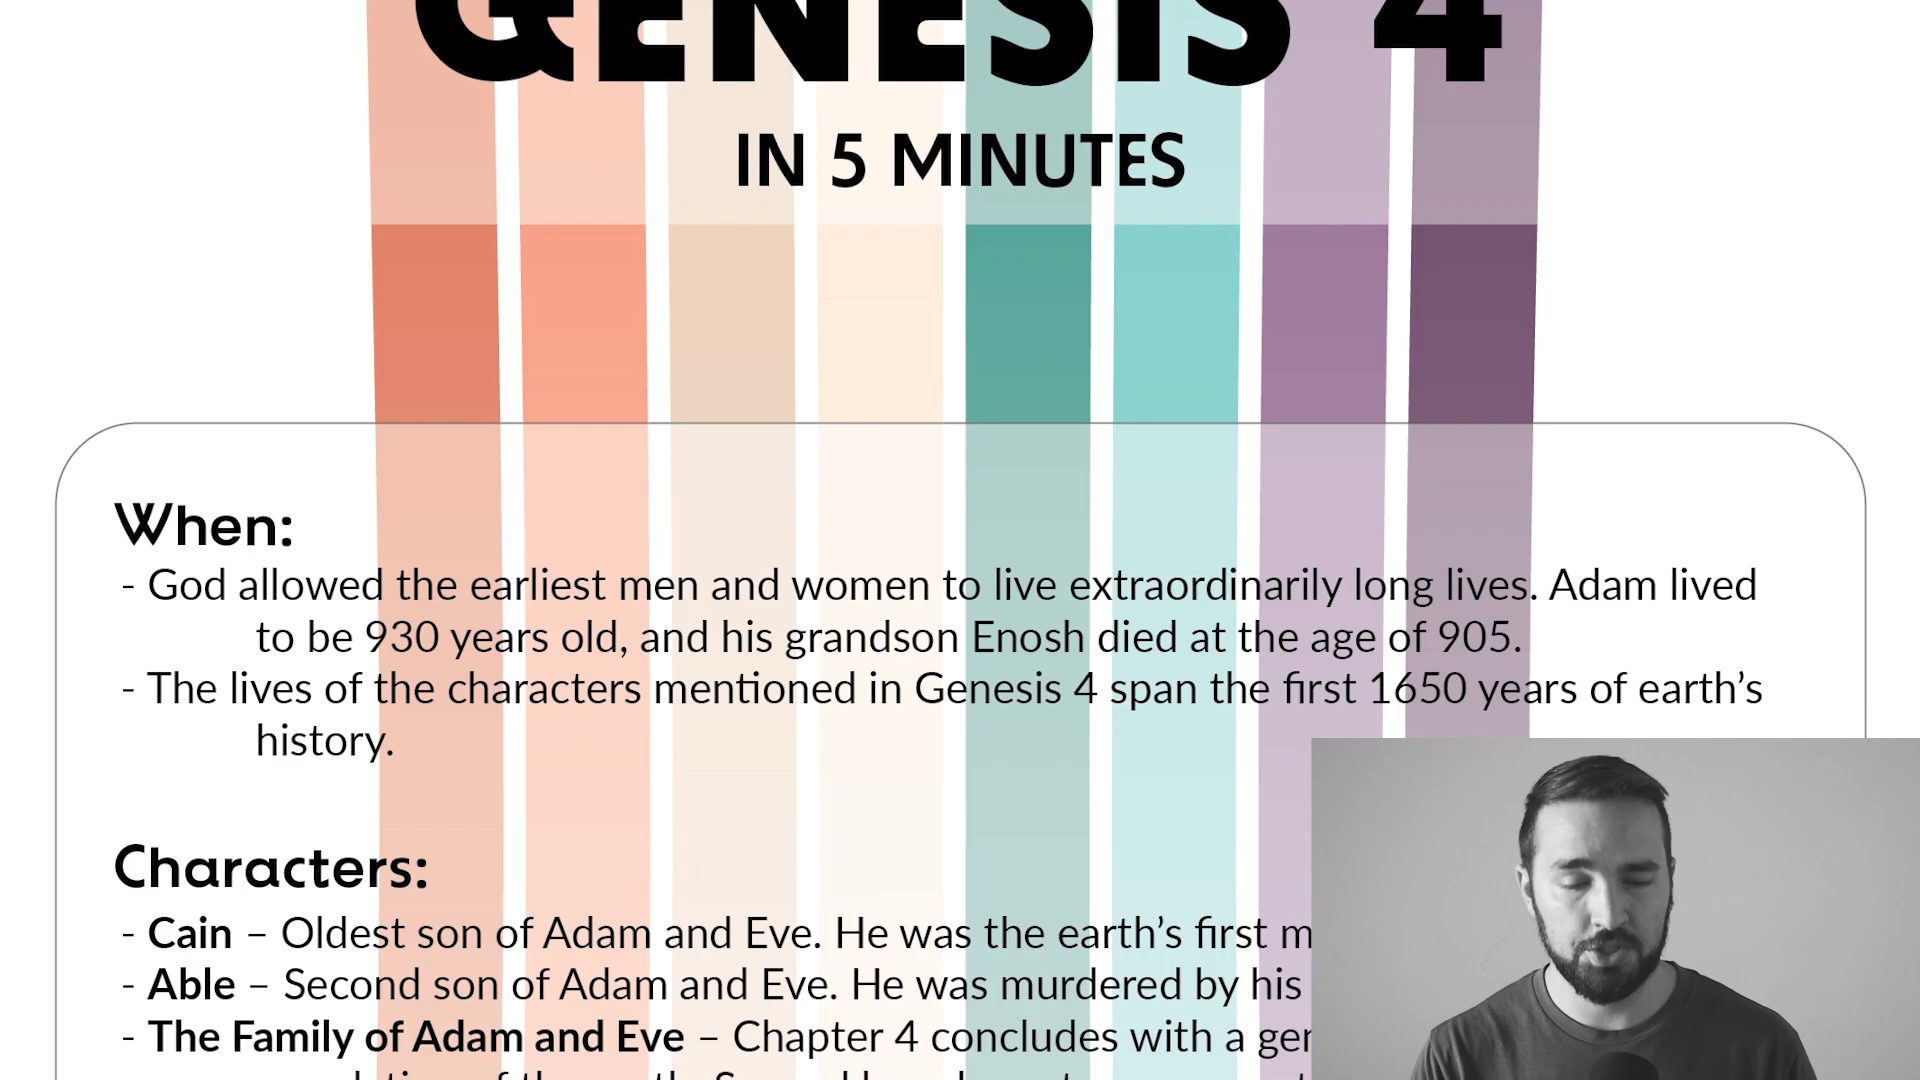 GENESIS 4
IN 5 MINUTES
When:
- God allowed the earliest men and women to live extraordinarily long lives. Adam lived
to be 930 years old, and his grandson Enosh died at the age of 905.
- The lives of the characters mentioned in Genesis 4 span the first 1650 years of earth’s
history.
Characters:
- Cain – Oldest son of Adam and Eve. He was the earth’s first
- Able – Second son of Adam and Eve. He was murdered by his
- The Family of Adam and Eve – Chapter 4 concludes with a